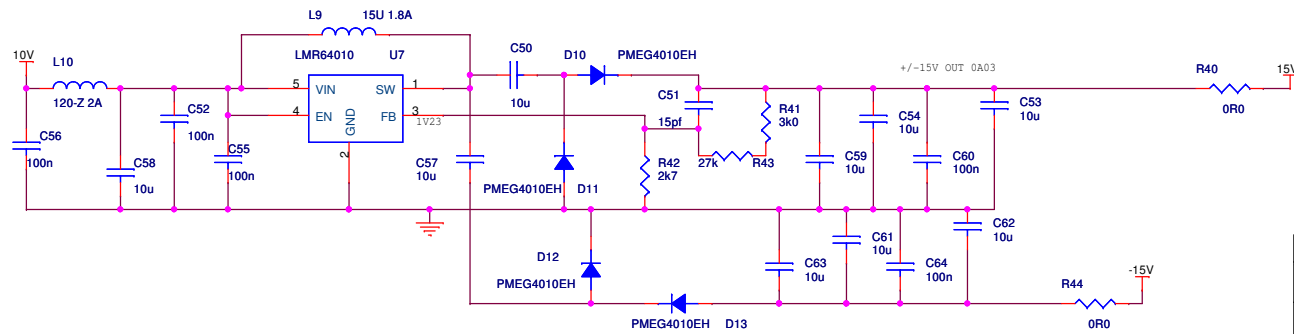 L9 15U 1.8A
10V
L10
120-Z 2A
LMR64010 U7
C50
D10 PMEG4010EH
+/-15V OUT 0A03
R40
15V
0R0
5 VIN SW 1
4 EN FB 3
1V23
GND
2
10u
C51
15pf
R41
3k0
C52
100n
C56
100n
C58
10u
C55
100n
C57
10u
PMEG4010EH D11
R42
2k7
27k R43
C59
10u
C54
10u
C60
100n
C53
10u
D12
PMEG4010EH
PMEG4010EH D13
C63
10u
C61
10u
C64
100n
C62
10u
R44
0R0
-15V